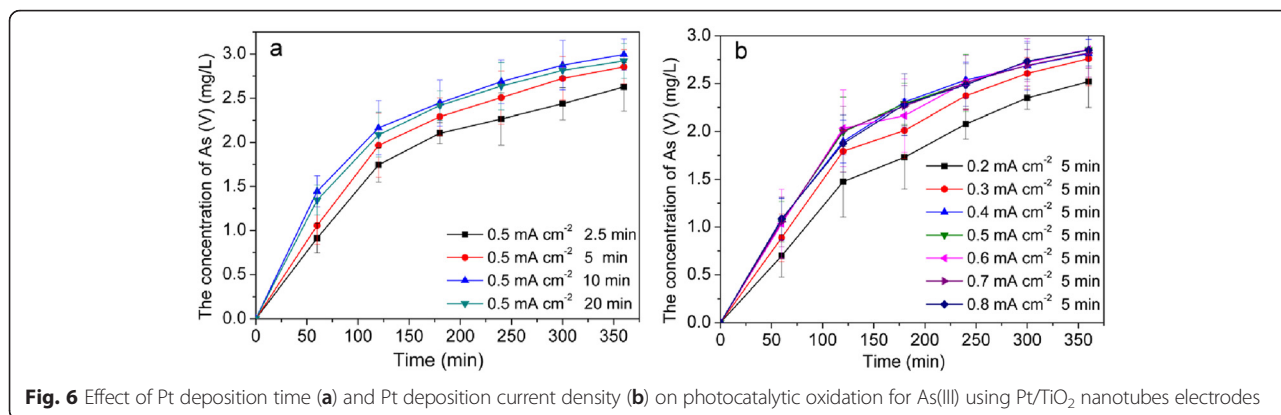 a
The concentration of As (V) (mg/L)
3.0
2.5
2.0
1.5
1.0
0.5
0.0
0.5 mA cm⁻² 2.5 min
0.5 mA cm⁻² 5 min
0.5 mA cm⁻² 10 min
0.5 mA cm⁻² 20 min
0 50 100 150 200 250 300 350
Time (min)
b
The concentration of As (V) (mg/L)
3.0
2.5
2.0
1.5
1.0
0.5
0.0
0.2 mA cm⁻² 5 min
0.3 mA cm⁻² 5 min
0.4 mA cm⁻² 5 min
0.5 mA cm⁻² 5 min
0.6 mA cm⁻² 5 min
0.7 mA cm⁻² 5 min
0.8 mA cm⁻² 5 min
0 50 100 150 200 250 300 350
Time (min)
Fig. 6 Effect of Pt deposition time (a) and Pt deposition current density (b) on photocatalytic oxidation for As(III) using Pt/TiO₂ nanotubes electrodes